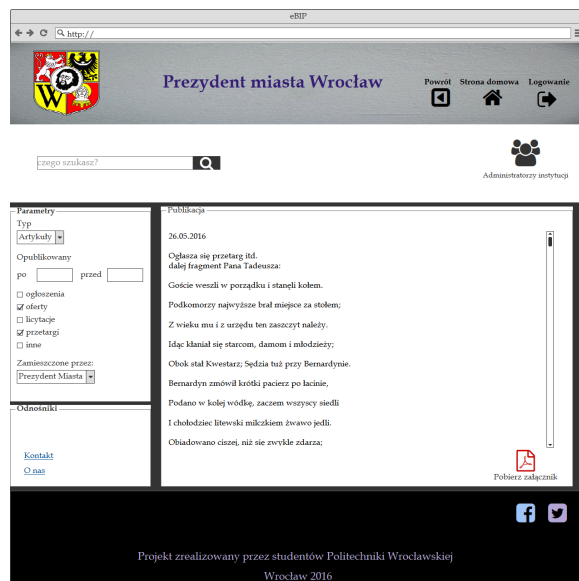 eBIP
http://
W
Prezydent miasta Wrocław
Powrót
Strona domowa
Logowanie
czego szukasz?
Administratorzy instytucji
Parametry
Typ
Artykuły
Opublikowany
po
przed
ogłoszenia
oferty
licytacje
przetargi
inne
Zamieszczone przez:
Prezydent Miasta
Odnośniki
Kontakt
O nas
Publikacja
26.05.2016
Ogłasza się przetarg itd.
dalej fragment Pana Tadeusza:
Goście weszli w porządku i stanęli kołem.
Podkomorzy najwyższe brał miejsce za stołem;
Z wieku mu i z urzędu ten zaszczyt należy.
Idąc kłaniał się starcom, damom i młodzieży;
Obok stał Kwestarz; Sędzia tuż przy Bernardynie.
Bernardyn zmówił krótki pacierz po łacinie,
Podano w kolej wódkę, zaczem wszyscy siedli
I chołodziec litewski milczkiem żwawo jedli.
Obiadowano ciszej, niż sie zwykle zdarza;
Pobierz załącznik
Projekt zrealizowany przez studentów Politechniki Wrocławskiej
Wrocław 2016